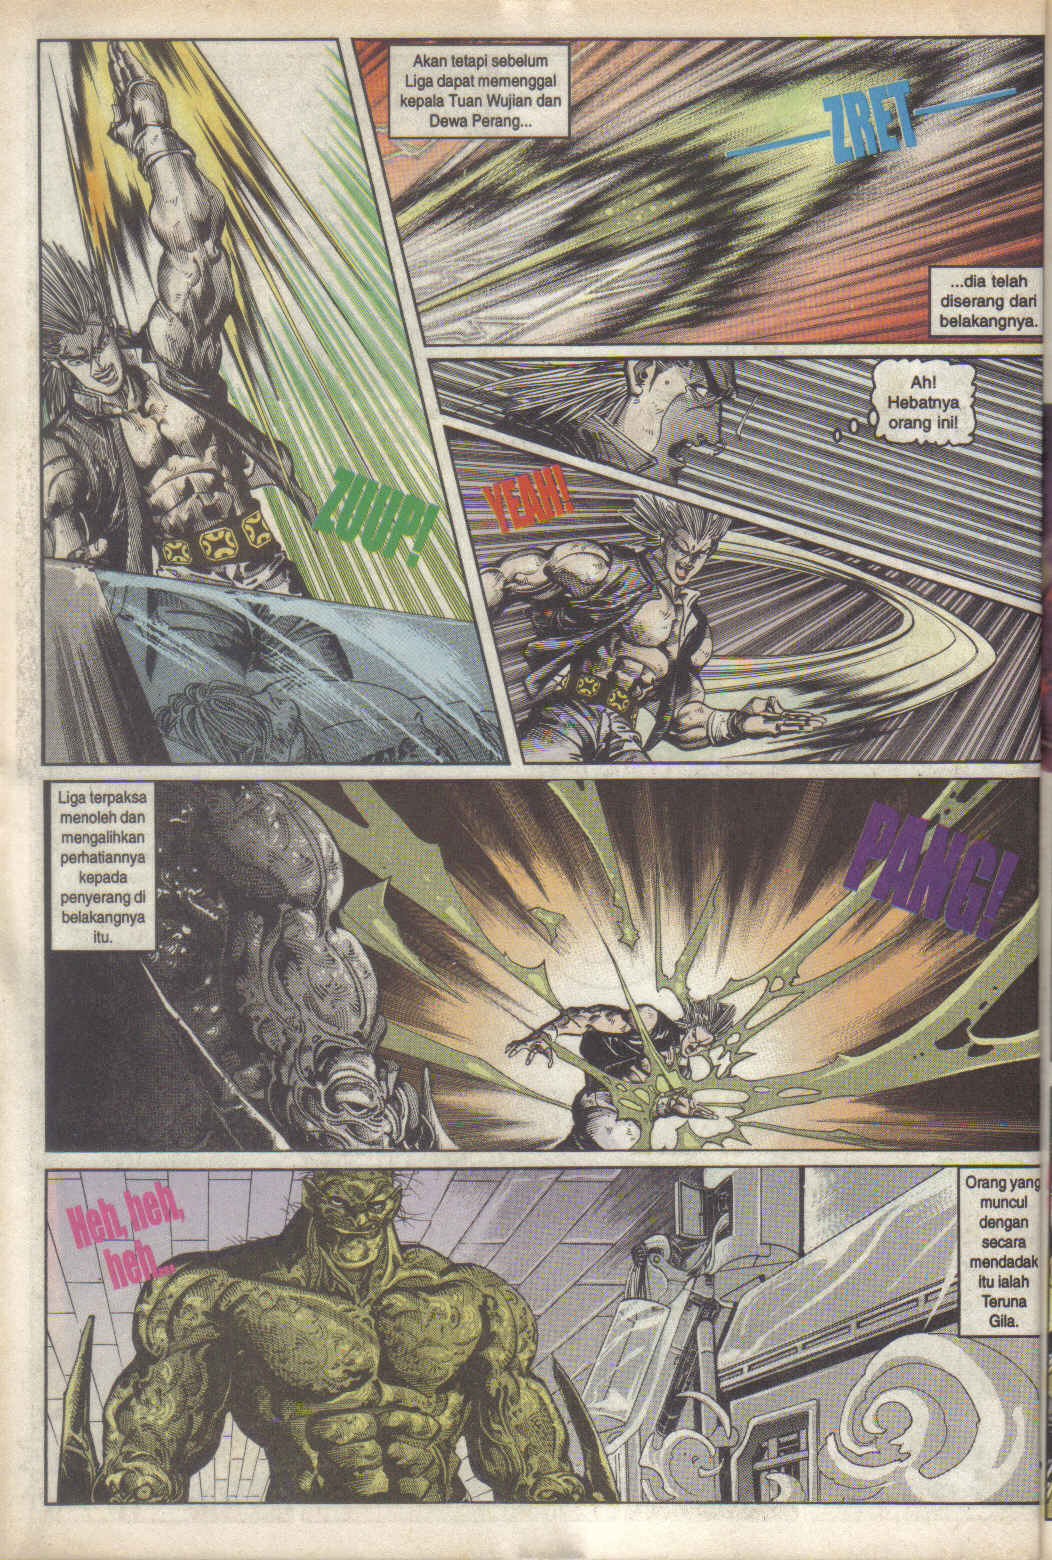 Akan tetapi sebelum
Liga dapat memenggal
kepala Tuan Wujian dan
Dewa Perang...
ZRET
...dia telah
diserang dari
belakangnya.
ZUUP!
Ah!
Hebatnya
orang ini!
YEAH!
Liga terpaksa
menoleh dan
mengalihkan
perhatiannya
kepada
penyerang di
belakangnya
itu.
PANG!
Heh, heh,
heh...
Orang yang
muncul
dengan
secara
mendadak
itu ialah
Teruna
Gila.